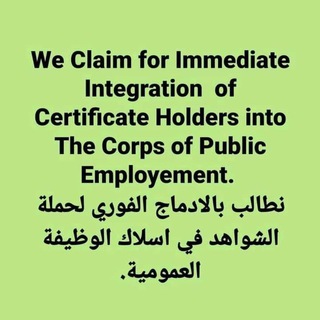 We Claim for Immediate
Integration of
Certificate Holders into
The Corps of Public
Employement.
نطالب بالادماج الفوري لحملة
الشواهد في اسلاك الوظيفة
العمومية.